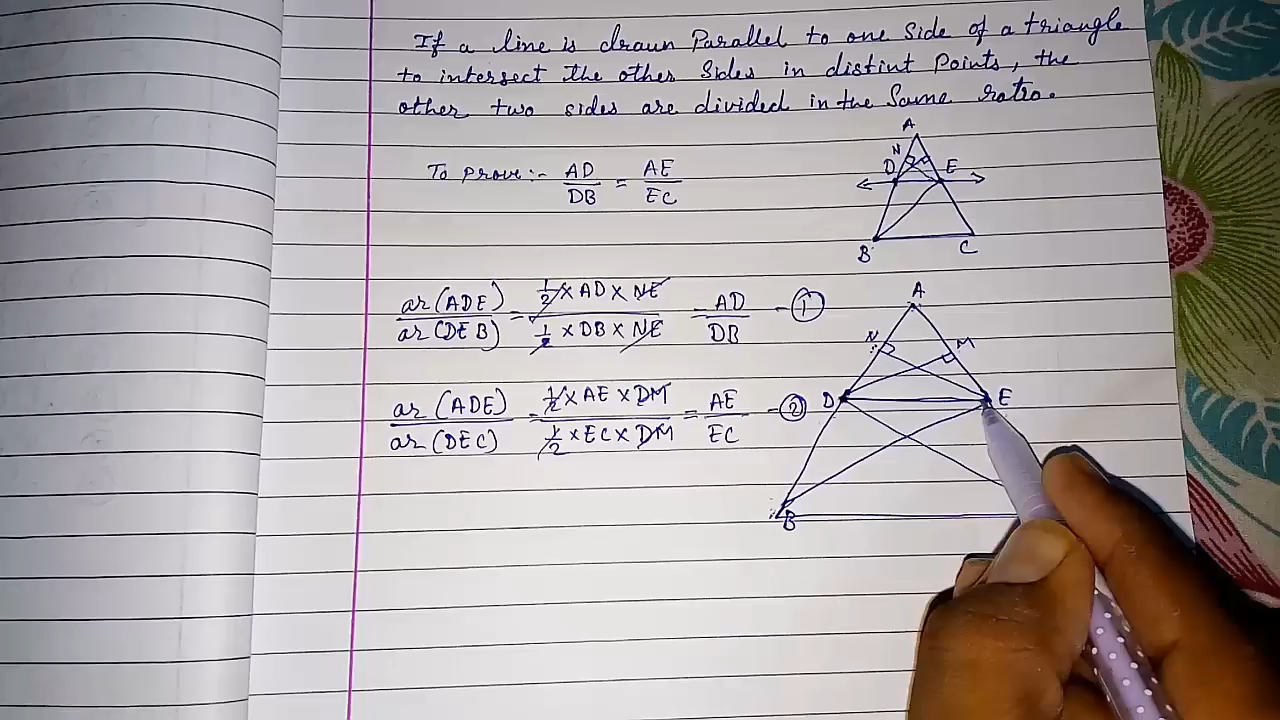 If a line is drawn Parallel to one Side of a triangle
to intersect the other Sides in distint Points, the
other two sides are divided in the Same ratio.
To prove:- AD/DB = AE/EC
A
N
D
E
B
C
ar(ADE)/ar(DEB) = 1/2 × AD × NE / 1/2 × DB × NE = AD/DB - ①
ar(ADE)/ar(DEC) = 1/2 × AE × DM / 1/2 × EC × DM = AE/EC - ②
A
N
M
D
E
B